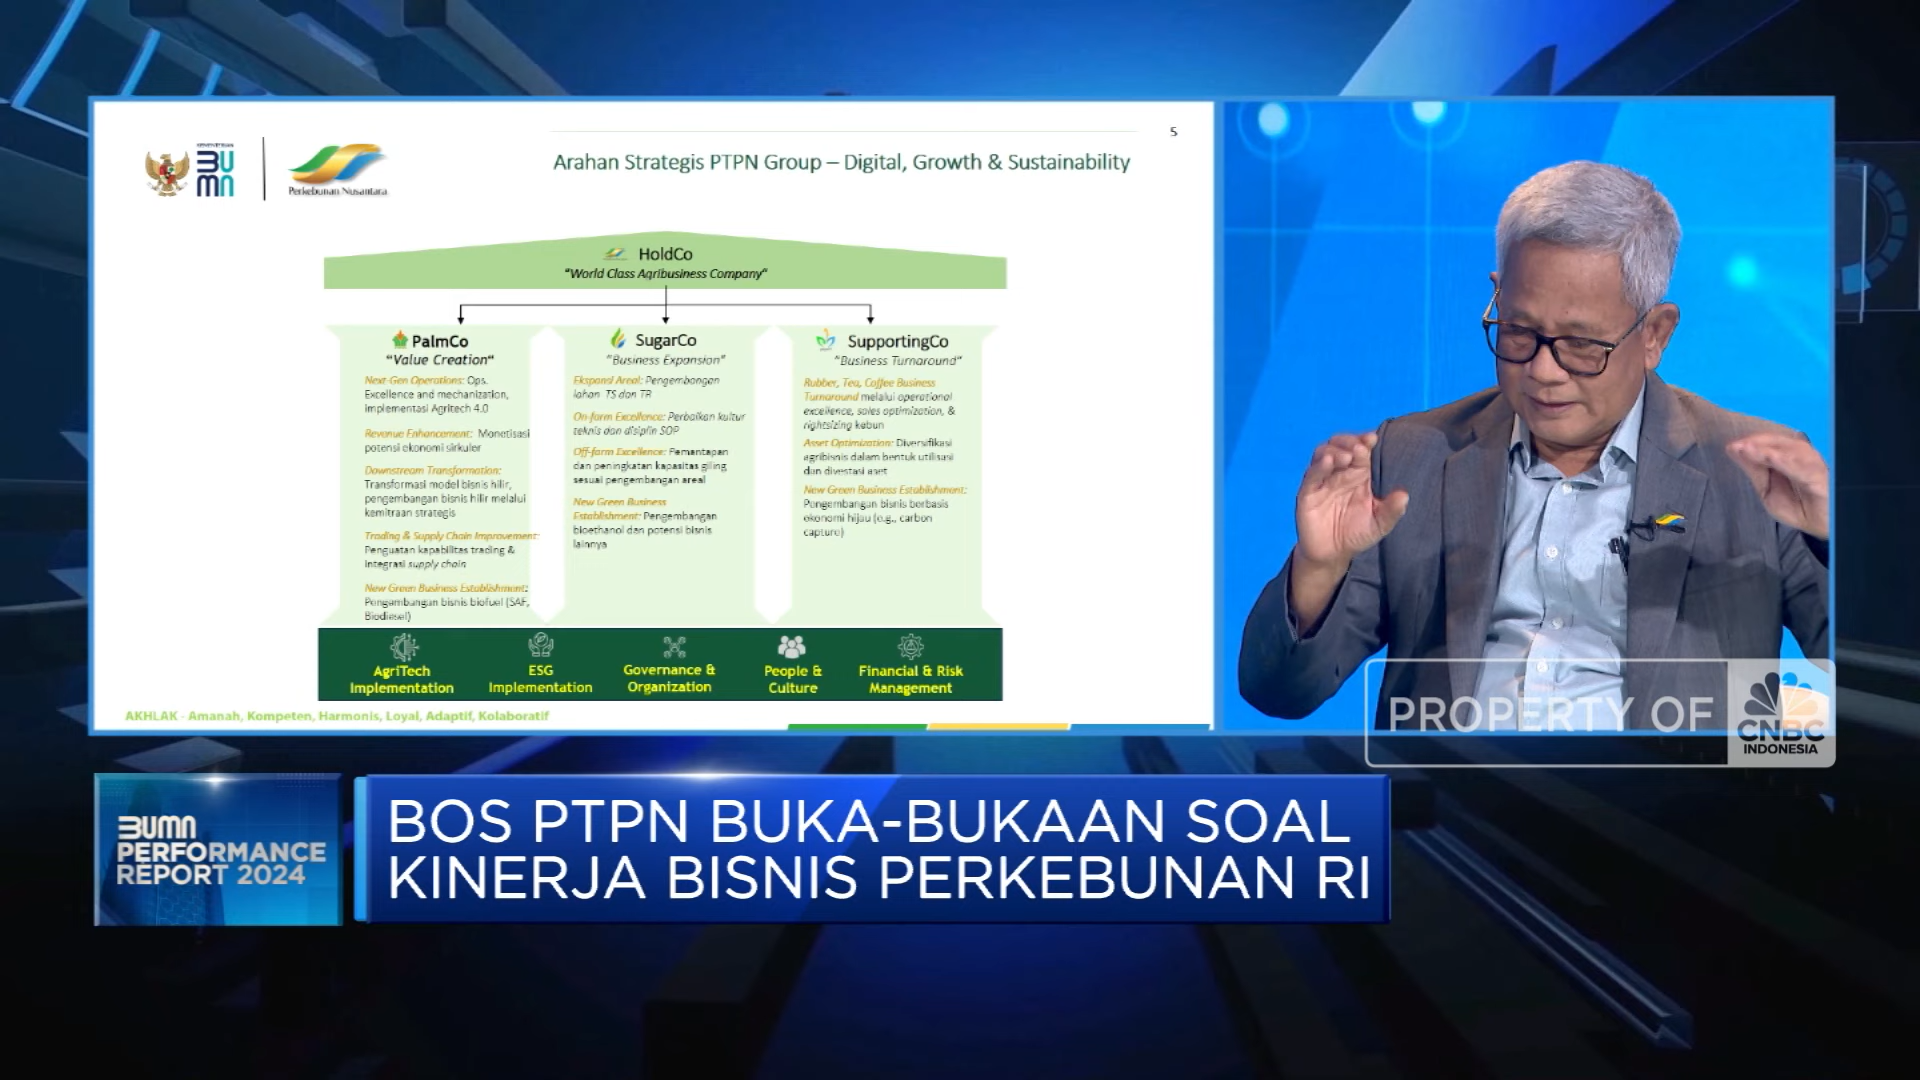 5
KEMENTERIAN
BUMN
Perkebunan Nusantara
Arahan Strategis PTPN Group – Digital, Growth & Sustainability
HoldCo
"World Class Agribusiness Company"
PalmCo
"Value Creation"
Next-Gen Operations: Ops.
Excellence and mechanization,
implementasi Agritech 4.0
Revenue Enhancement: Monetisasi
potensi ekonomi sirkuler
Downstream Transformation:
Transformasi model bisnis hilir,
pengembangan bisnis hilir melalui
kemitraan strategis
Trading & Supply Chain Improvement:
Penguatan kapabilitas trading &
integrasi supply chain
New Green Business Establishment:
Pengembangan bisnis biofuel (SAF,
Biodiesel)
SugarCo
"Business Expansion"
Ekspansi Areal: Pengembangan
lahan TS dan TR
On-farm Excellence: Perbaikan kultur
teknis dan disiplin SOP
Off-farm Excellence: Pemantapan
dan peningkatan kapasitas giling
sesuai pengembangan areal
New Green Business
Establishment: Pengembangan
bioethanol dan potensi bisnis
lainnya
SupportingCo
"Business Turnaround"
Rubber, Tea, Coffee Business
Turnaround melalui operational
excellence, sales optimization, &
rightsizing kebun
Asset Optimization: Diversifikasi
agribisnis dalam bentuk utilisasi
dan divestasi aset
New Green Business Establishment:
Pengembangan bisnis berbasis
ekonomi hijau (e.g., carbon
capture)
AgriTech
Implementation
ESG
Implementation
Governance &
Organization
People &
Culture
Financial & Risk
Management
AKHLAK - Amanah, Kompeten, Harmonis, Loyal, Adaptif, Kolaboratif
PROPERTY OF
CNBC
INDONESIA
BUMN
PERFORMANCE
REPORT 2024
BOS PTPN BUKA-BUKAAN SOAL
KINERJA BISNIS PERKEBUNAN RI